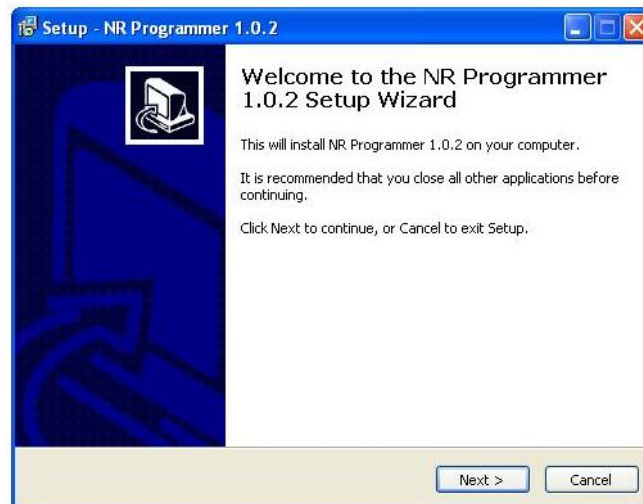 Setup - NR Programmer 1.0.2
Welcome to the NR Programmer
1.0.2 Setup Wizard
This will install NR Programmer 1.0.2 on your computer.
It is recommended that you close all other applications before
continuing.
Click Next to continue, or Cancel to exit Setup.
Next >
Cancel